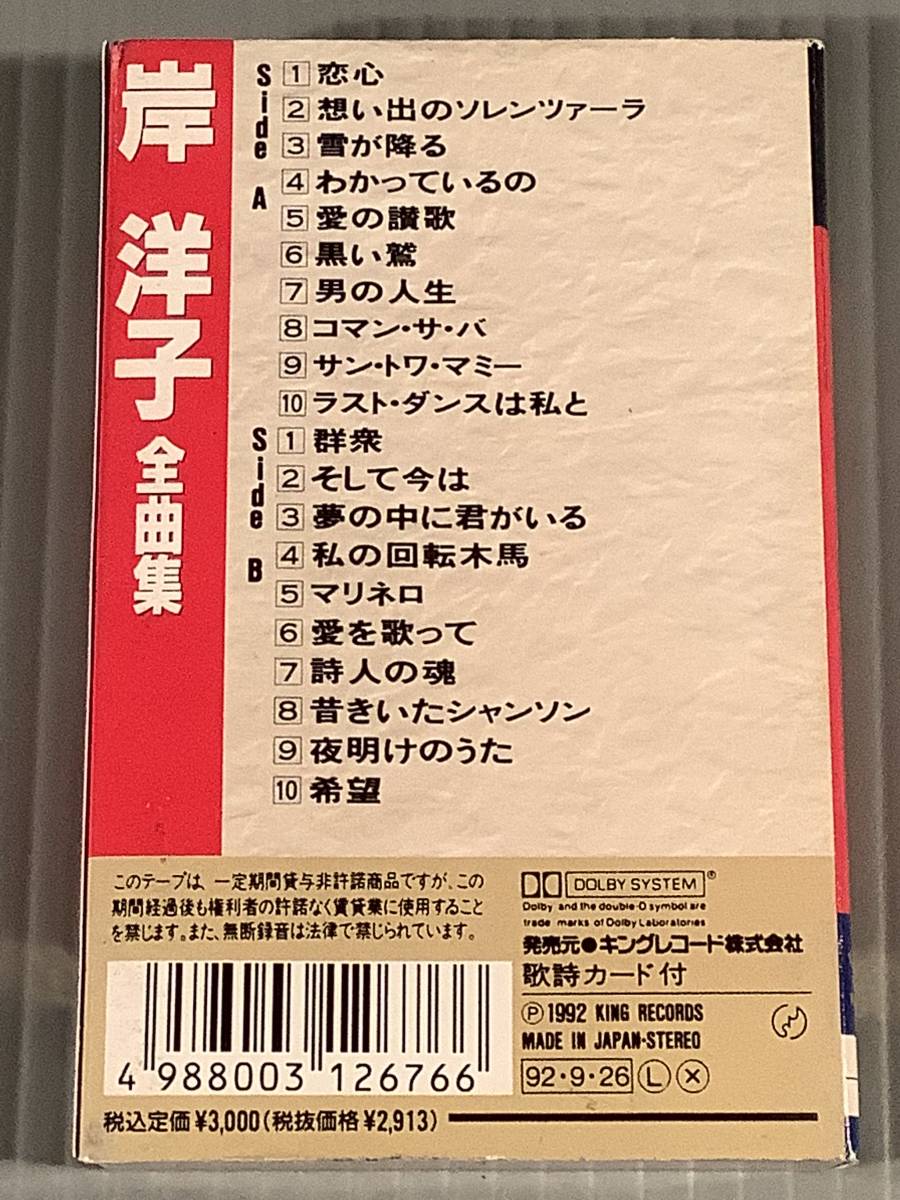 岸 洋子 全曲集
Side A
1 恋心
2 想い出のソレンツァーラ
3 雪が降る
4 わかっているの
5 愛の讃歌
6 黒い鷲
7 男の人生
8 コマン・サ・バ
9 サン・トワ・マミー
10 ラスト・ダンスは私と
Side B
1 群衆
2 そして今は
3 夢の中に君がいる
4 私の回転木馬
5 マリネロ
6 愛を歌って
7 詩人の魂
8 昔きいたシャンソン
9 夜明けのうた
10 希望
このテープは、一定期間貸与非許諾商品ですが、この
期間経過後も権利者の許諾なく賃貸業に使用すること
を禁じます。また、無断録音は法律で禁じられています。
DOLBY SYSTEM®
Dolby and the double-D symbol are
trade marks of Dolby Laboratories
発売元●キングレコード株式会社
歌詩カード付
Ⓟ1992 KING RECORDS
MADE IN JAPAN・STEREO
92・9・26 Ⓛ Ⓧ
4 988003 126766
税込定価¥3,000(税抜価格¥2,913)